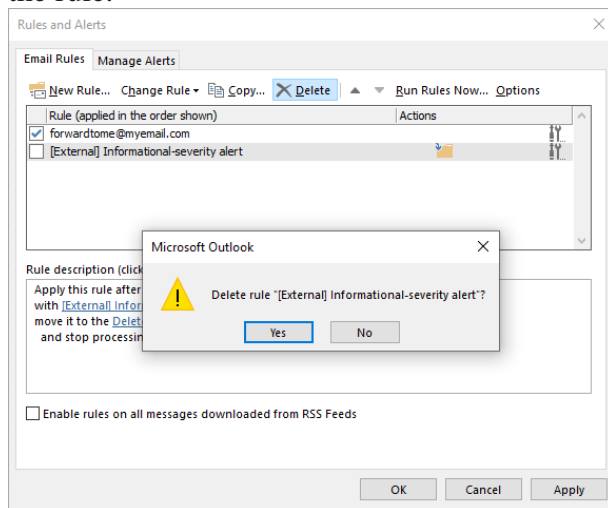 the rule.
Rules and Alerts
Email Rules Manage Alerts
New Rule... Change Rule Copy... Delete Run Rules Now... Options
Rule (applied in the order shown) Actions
forwardtome@myemail.com
[External] Informational-severity alert
Microsoft Outlook
Delete rule "[External] Informational-severity alert"?
Yes No
Rule description (click
Apply this rule after
with [External] Infor
move it to the Delet
and stop processin
Enable rules on all messages downloaded from RSS Feeds
OK Cancel Apply